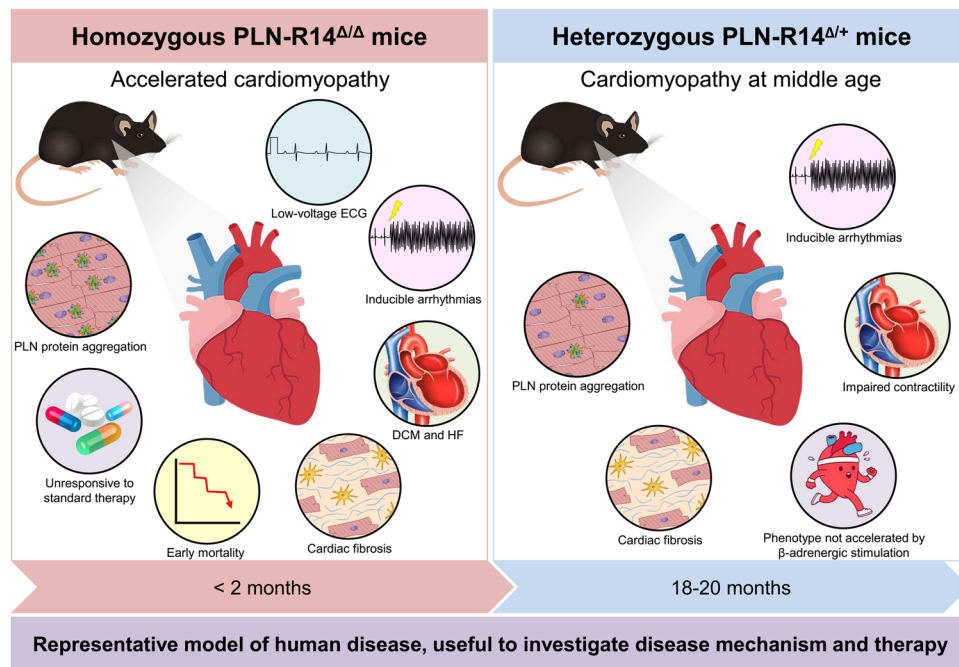 Homozygous PLN-R14Δ/Δ mice
Accelerated cardiomyopathy
Low-voltage ECG
Inducible arrhythmias
PLN protein aggregation
DCM and HF
Unresponsive to
standard therapy
Early mortality
Cardiac fibrosis
< 2 months
Heterozygous PLN-R14Δ/+ mice
Cardiomyopathy at middle age
Inducible arrhythmias
PLN protein aggregation
Impaired contractility
Cardiac fibrosis
Phenotype not accelerated by
β-adrenergic stimulation
18-20 months
Representative model of human disease, useful to investigate disease mechanism and therapy